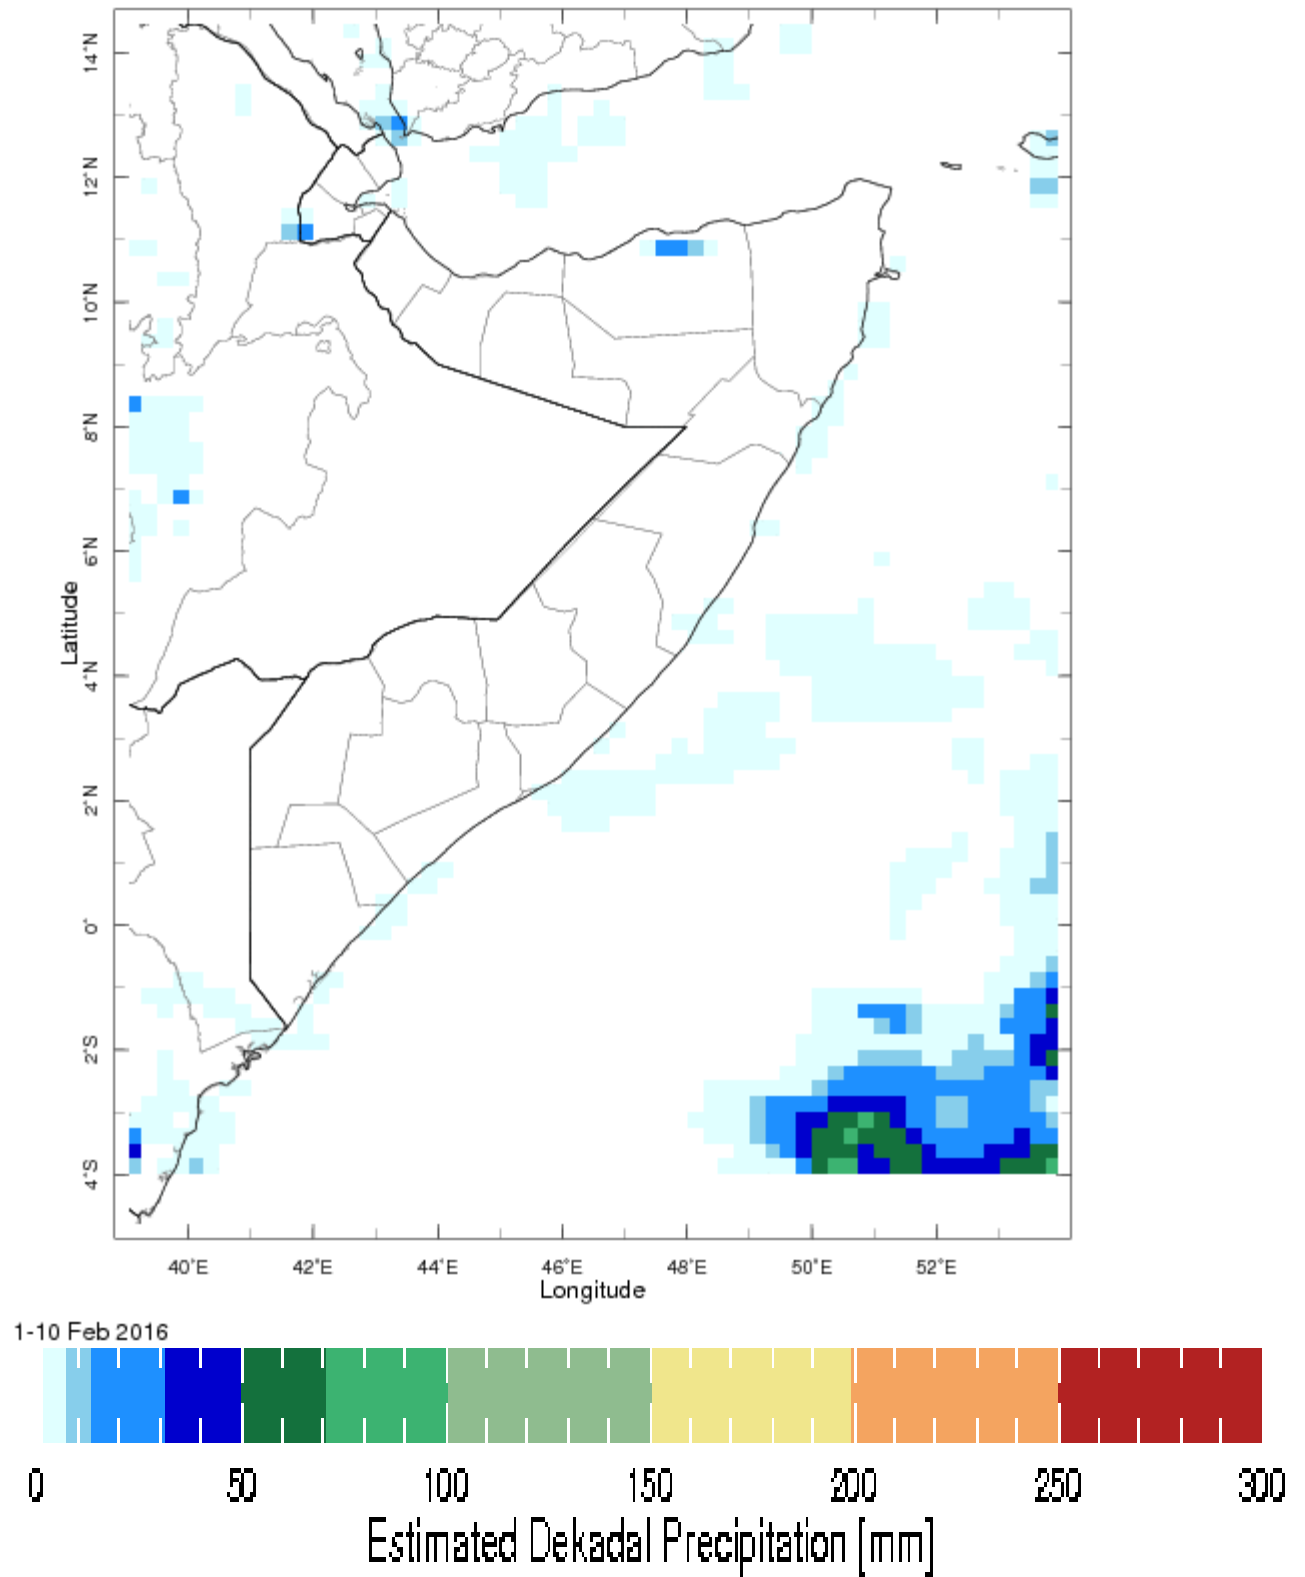 14°N
12°N
10°N
8°N
6°N
4°N
2°N
0°
2°S
4°S
Latitude
40°E 42°E 44°E 46°E 48°E 50°E 52°E
Longitude
1-10 Feb 2016
0 50 100 150 200 250 300
Estimated Dekadal Precipitation [mm]